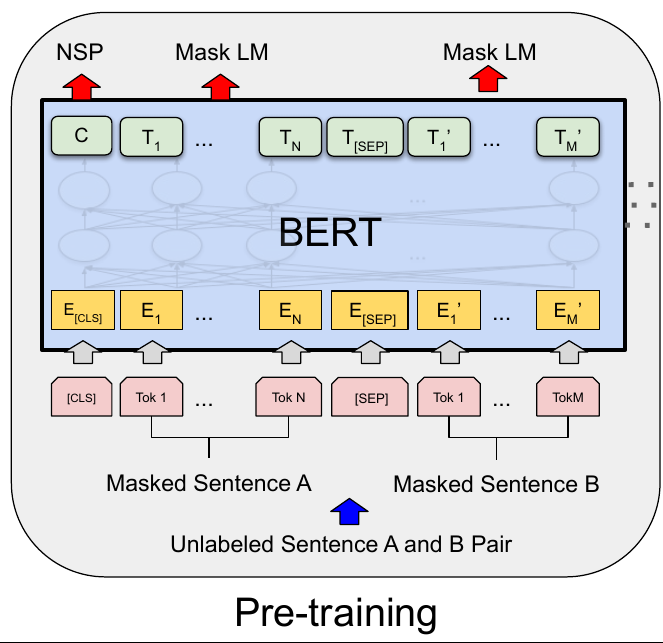 NSP Mask LM Mask LM
C T1 ... TN T[SEP] T1’ ... TM’
...
BERT
...
E[CLS] E1 ... EN E[SEP] E1’ ... EM’
[CLS] Tok 1 ... Tok N [SEP] Tok 1 ... TokM
Masked Sentence A Masked Sentence B
Unlabeled Sentence A and B Pair
Pre-training